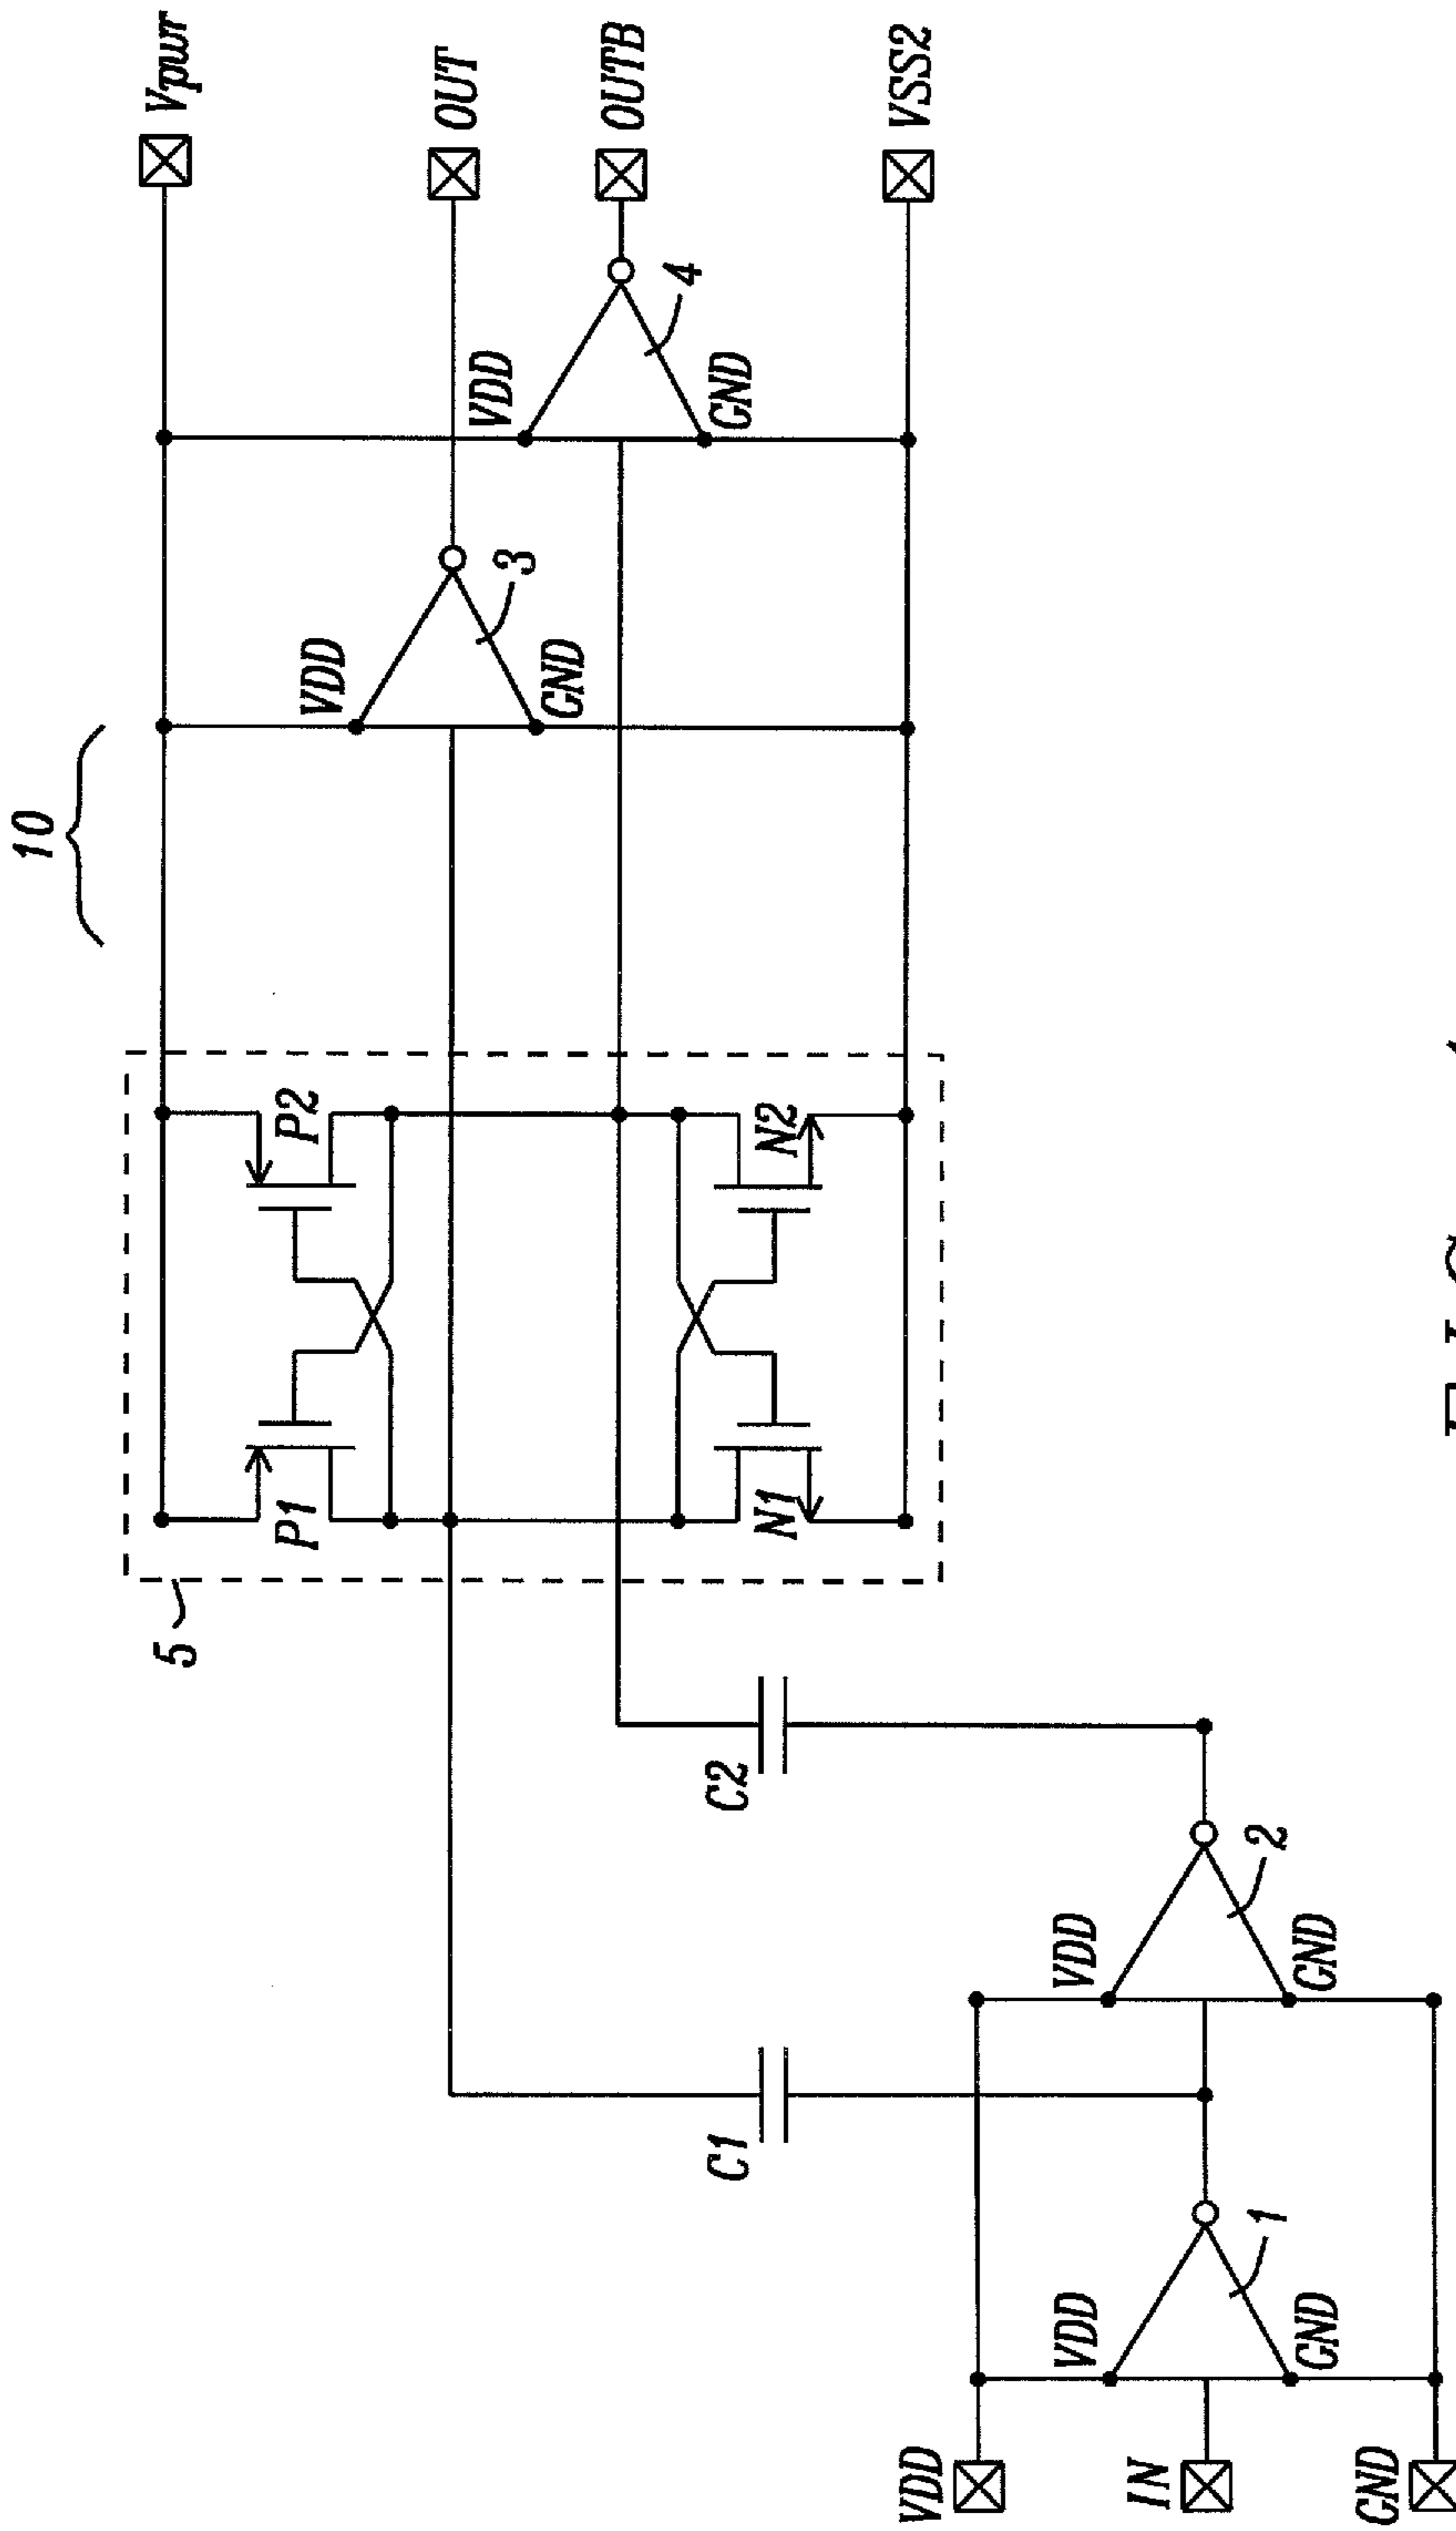 10
Vpwr
OUT
OUTB
VSS2
5
P1
P2
N1
N2
VDD
GND
3
VDD
GND
4
C1
C2
VDD
IN
GND
VDD
GND
1
VDD
GND
2